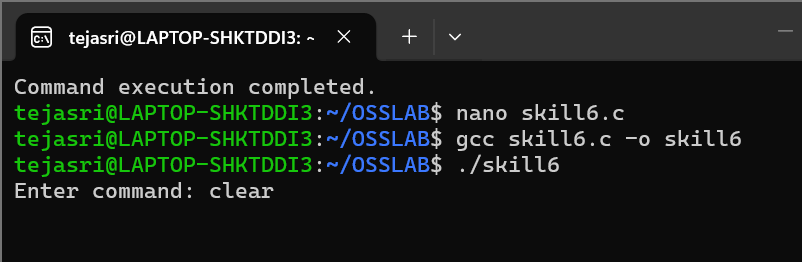 tejasri@LAPTOP-SHKTDDI3: ~
Command execution completed.
tejasri@LAPTOP-SHKTDDI3:~/OSSLAB$ nano skill6.c
tejasri@LAPTOP-SHKTDDI3:~/OSSLAB$ gcc skill6.c -o skill6
tejasri@LAPTOP-SHKTDDI3:~/OSSLAB$ ./skill6
Enter command: clear